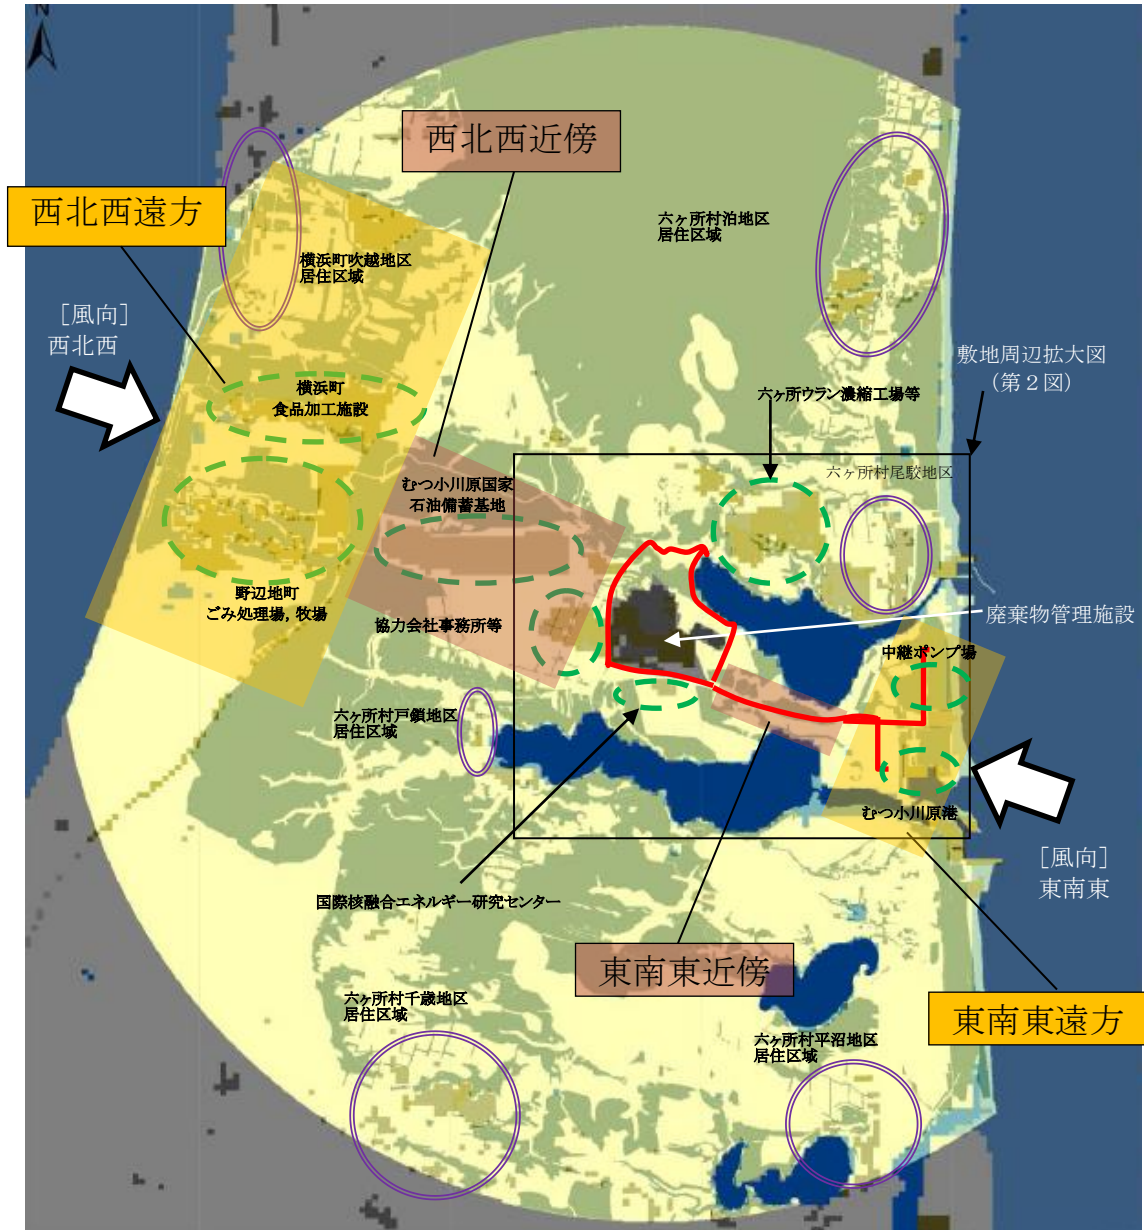 N
西北西近傍
西北西遠方
六ヶ所村泊地区
居住区域
横浜町吹越地区
居住区域
［風向］
西北西
敷地周辺拡大図
（第２図）
横浜町
食品加工施設
六ヶ所ウラン濃縮工場等
六ヶ所村尾駮地区
むつ小川原国家
石油備蓄基地
野辺地町
ごみ処理場，牧場
協力会社事務所等
廃棄物管理施設
中継ポンプ場
六ヶ所村戸鎖地区
居住区域
むつ小川原港
［風向］
東南東
国際核融合エネルギー研究センター
東南東近傍
六ヶ所村千歳地区
居住区域
東南東遠方
六ヶ所村平沼地区
居住区域